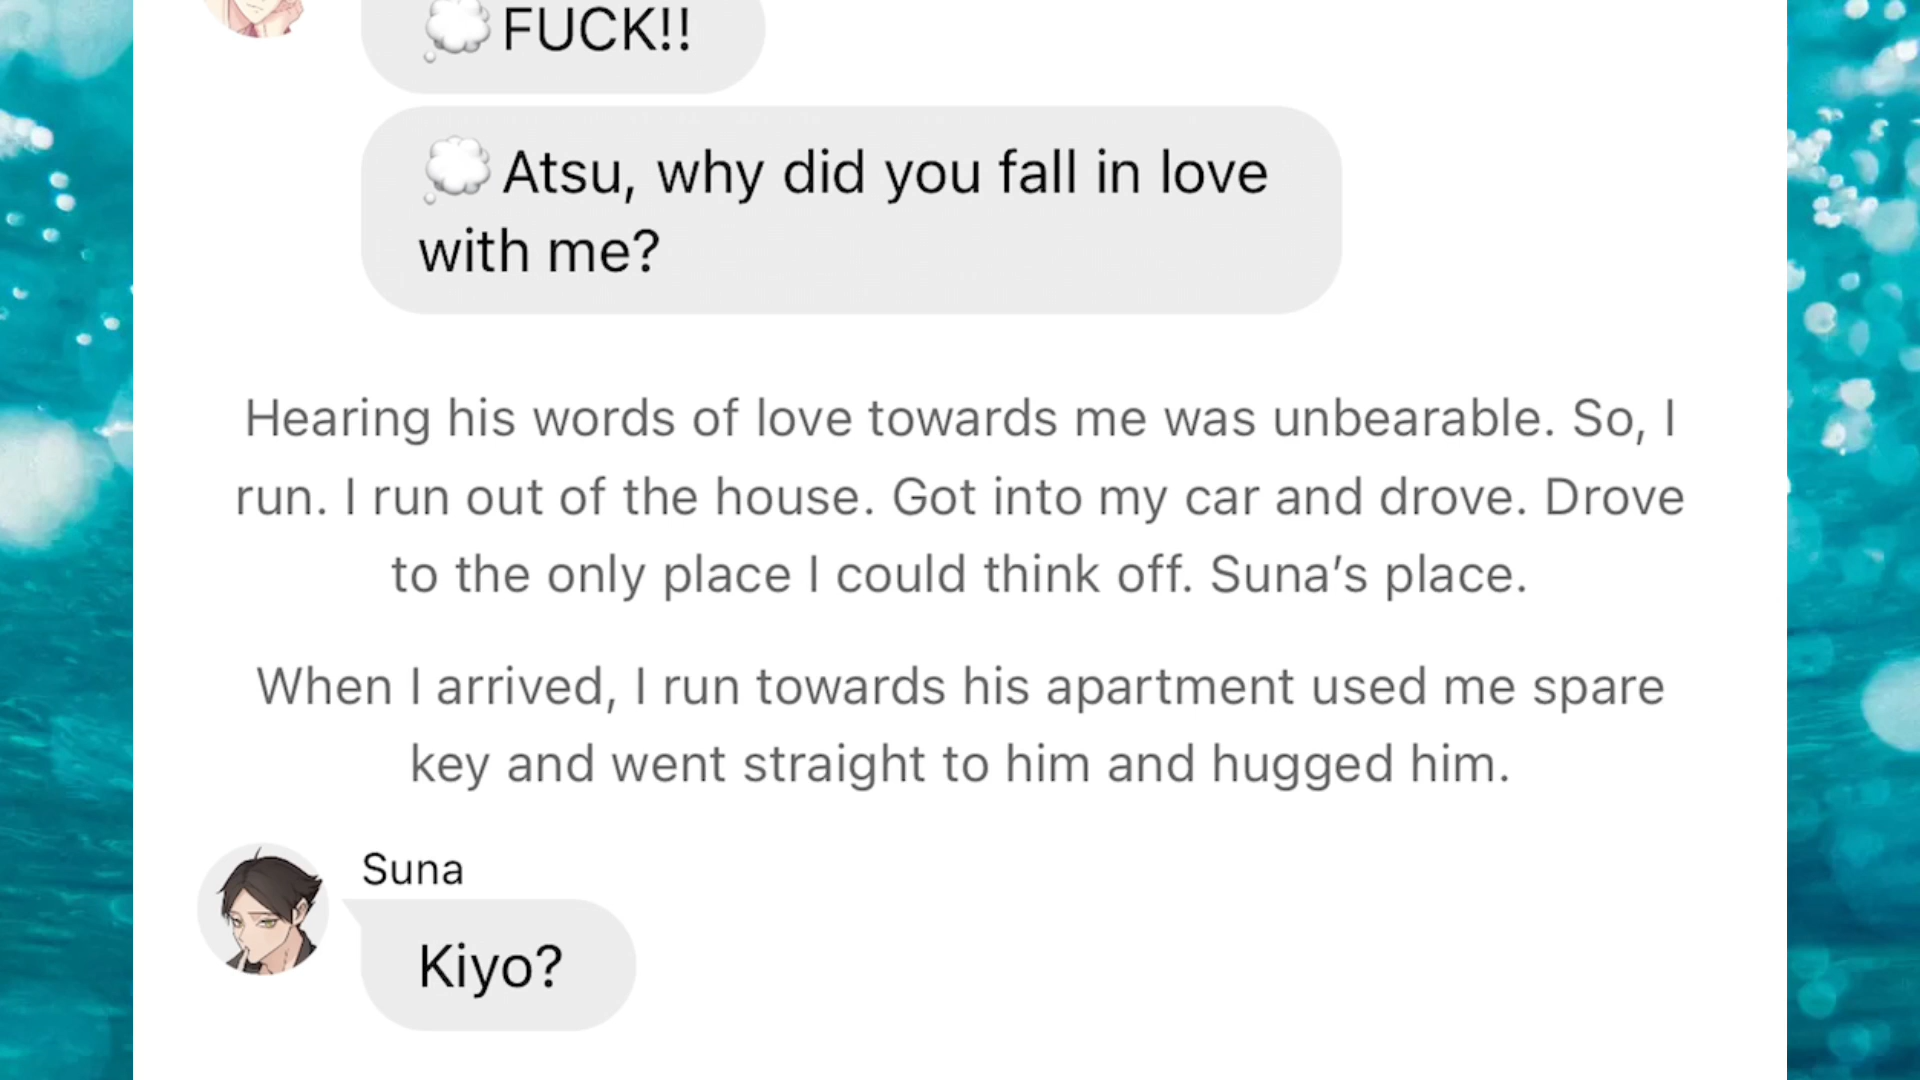 💭FUCK!!
💭Atsu, why did you fall in love
with me?
Hearing his words of love towards me was unbearable. So, I
run. I run out of the house. Got into my car and drove. Drove
to the only place I could think off. Suna’s place.
When I arrived, I run towards his apartment used me spare
key and went straight to him and hugged him.
Suna
Kiyo?